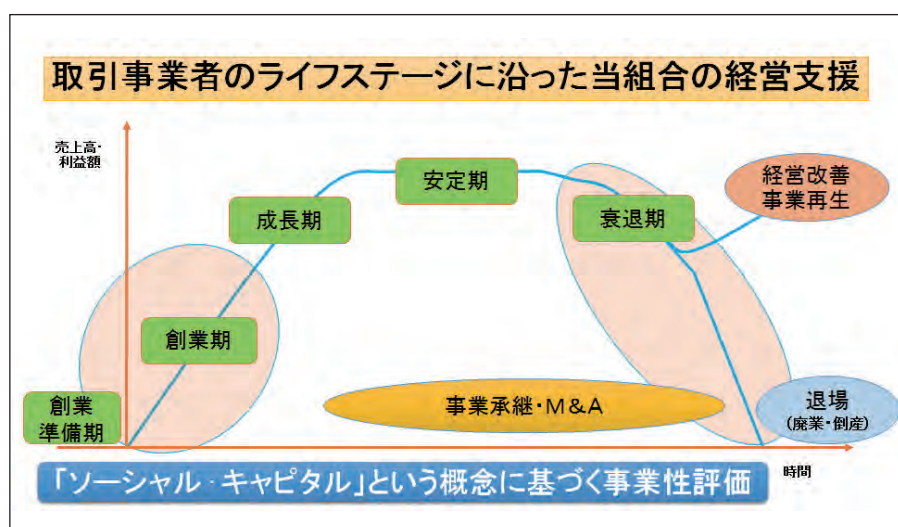 取引事業者のライフステージに沿った当組合の経営支援
売上高・
利益額
安定期
経営改善
事業再生
成長期
衰退期
創業期
創業
準備期
事業承継・M&A
退場
(廃業・倒産)
時間
「ソーシャル・キャピタル」という概念に基づく事業性評価